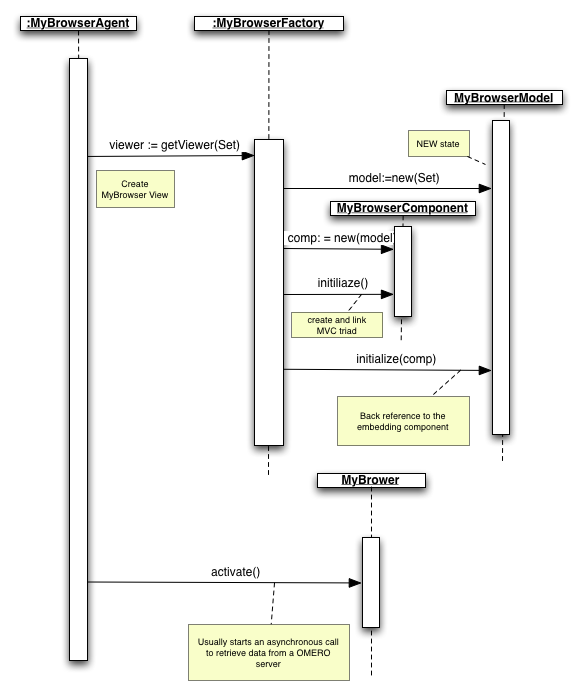 :MyBrowserAgent
:MyBrowserFactory
MyBrowserModel
NEW state
viewer := getViewer(Set)
Create
MyBrowser View
model:=new(Set)
MyBrowserComponent
comp: = new(model)
initiliaze()
create and link
MVC triad
initialize(comp)
Back reference to the
embedding component
MyBrower
activate()
Usually starts an asynchronous call
to retrieve data from a OMERO
server